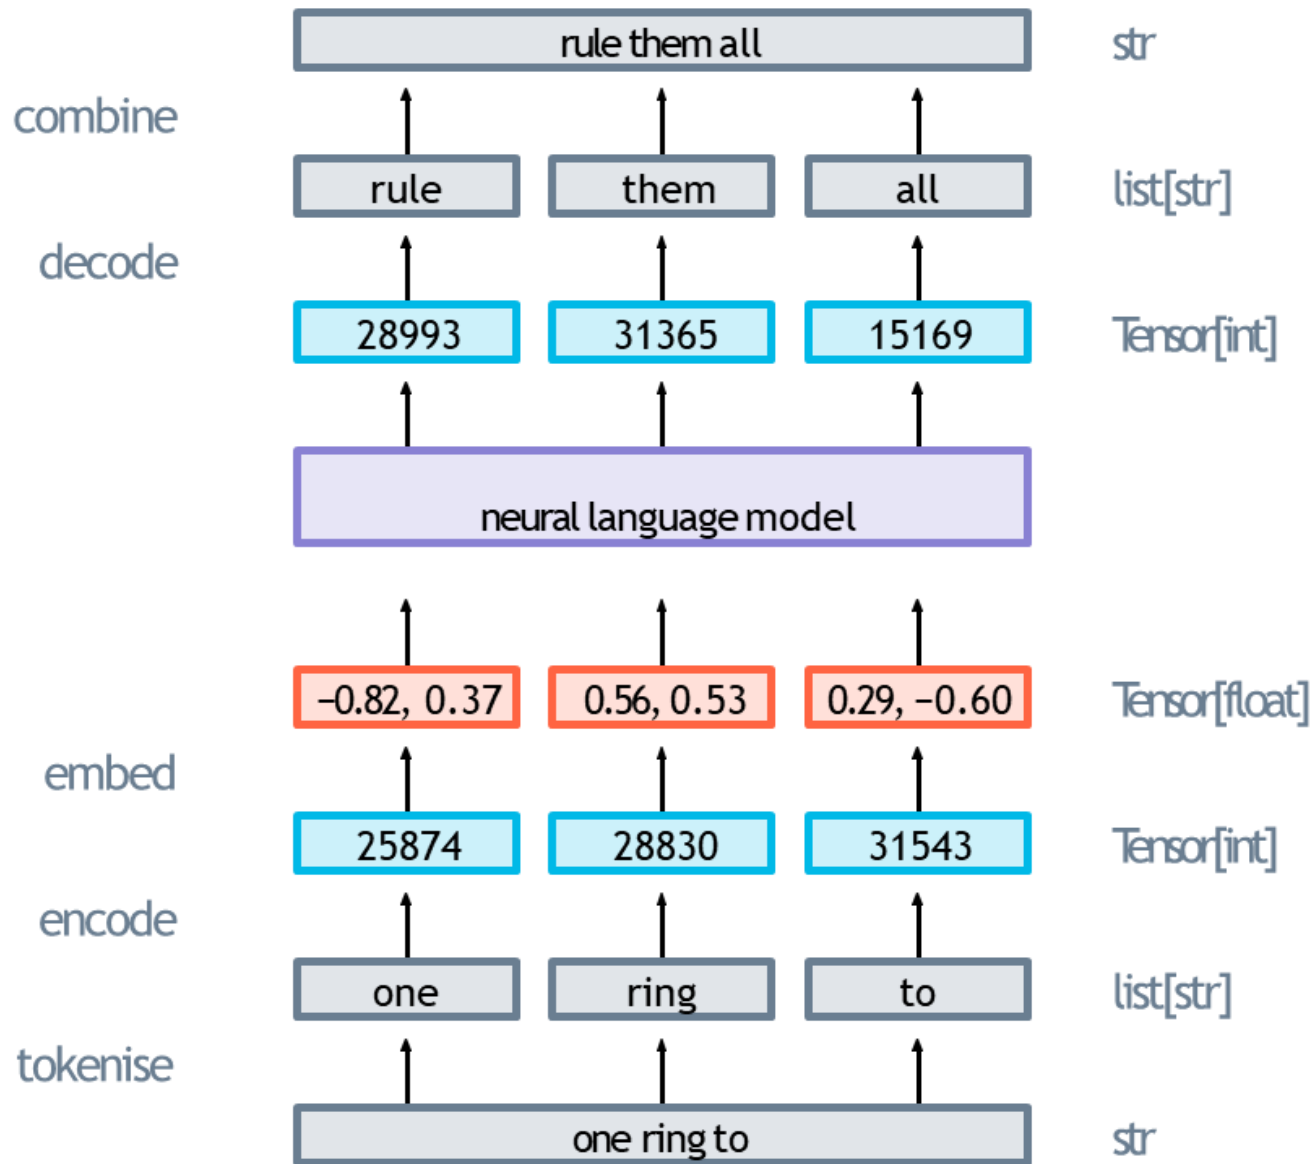 rule them all str
combine
rule them all list[str]
decode
28993 31365 15169 Tensor[int]
neural language model
−0.82, 0.37 0.56, 0.53 0.29, −0.60 Tensor[float]
embed
25874 28830 31543 Tensor[int]
encode
one ring to list[str]
tokenise
one ring to str